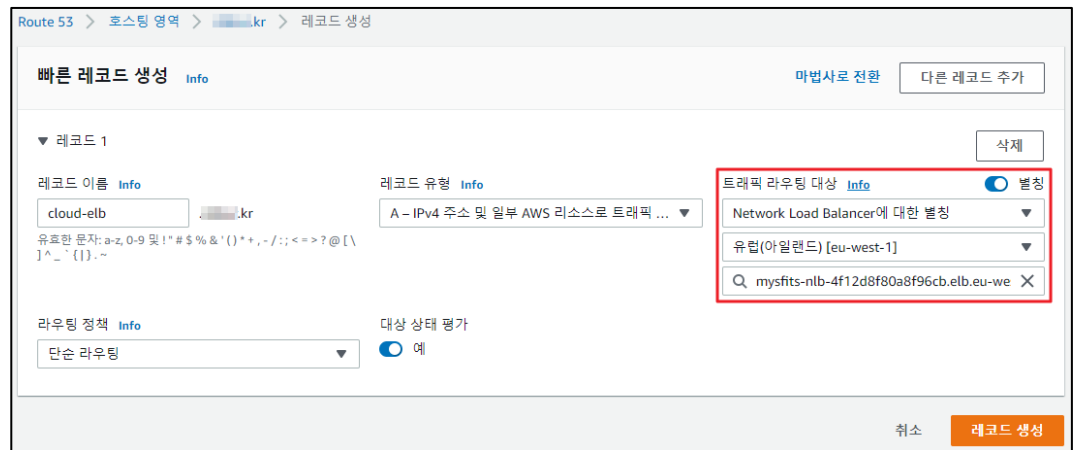 Route 53 > 호스팅 영역 > .kr > 레코드 생성
빠른 레코드 생성 Info 마법사로 전환 다른 레코드 추가
▼ 레코드 1 삭제
레코드 이름 Info 레코드 유형 Info 트래픽 라우팅 대상 Info 별칭
cloud-elb . .kr A – IPv4 주소 및 일부 AWS 리소스로 트래픽 ... ▼ Network Load Balancer에 대한 별칭 ▼
유효한 문자: a-z, 0-9 및 ! " # $ % & ' ( ) * + , - / : ; < = > ? @ [ \
] ^ _ ` { | } . ~
유럽(아일랜드) [eu-west-1] ▼
mysfits-nlb-4f12d8f80a8f96cb.elb.eu-we ✕
라우팅 정책 Info 대상 상태 평가
단순 라우팅 ▼ 예
취소 레코드 생성